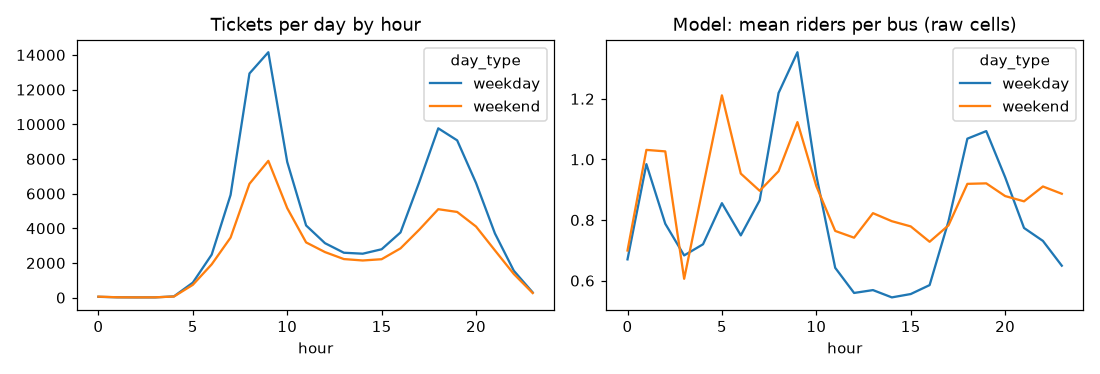 Tickets per day by hour
14000
12000
10000
8000
6000
4000
2000
0
0 5 10 15 20
hour
day_type
weekday
weekend
Model: mean riders per bus (raw cells)
1.2
1.0
0.8
0.6
0 5 10 15 20
hour
day_type
weekday
weekend